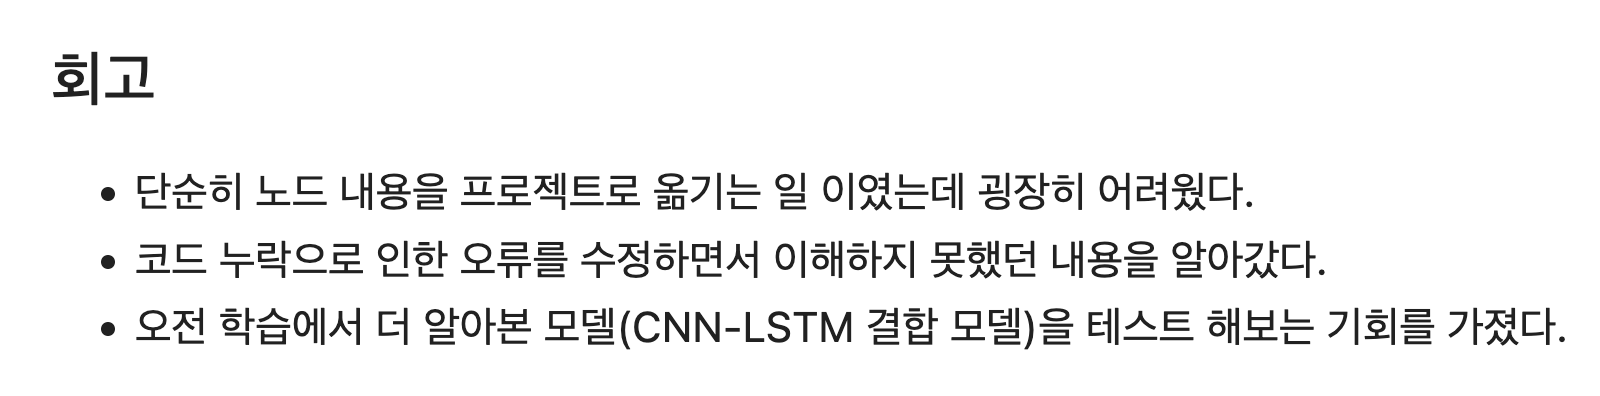 회고
• 단순히 노드 내용을 프로젝트로 옮기는 일 이였는데 굉장히 어려웠다.
• 코드 누락으로 인한 오류를 수정하면서 이해하지 못했던 내용을 알아갔다.
• 오전 학습에서 더 알아본 모델(CNN-LSTM 결합 모델)을 테스트 해보는 기회를 가졌다.